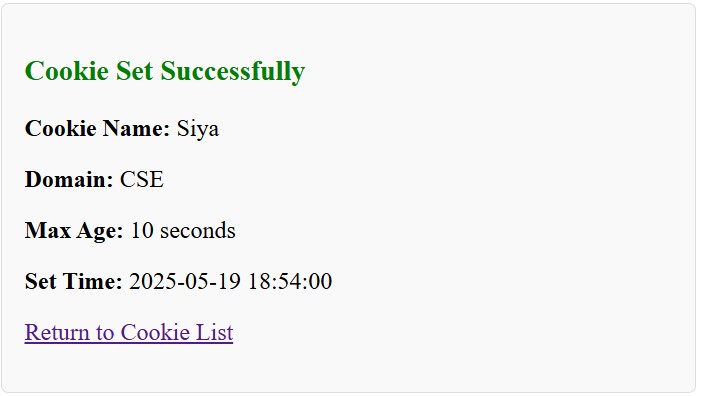 Cookie Set Successfully
Cookie Name: Siya
Domain: CSE
Max Age: 10 seconds
Set Time: 2025-05-19 18:54:00
Return to Cookie List